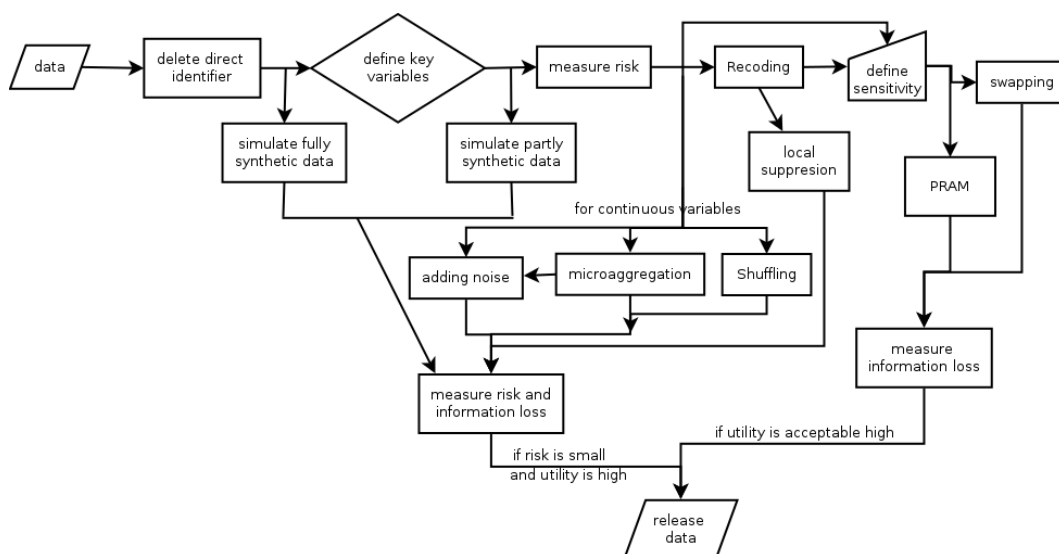 data
delete direct
identifier
define key
variables
measure risk
Recoding
define
sensitivity
swapping
simulate fully
synthetic data
simulate partly
synthetic data
local
suppresion
PRAM
for continuous variables
adding noise
microaggregation
Shuffling
measure
information loss
measure risk and
information loss
if utility is acceptable high
if risk is small
and utility is high
release
data